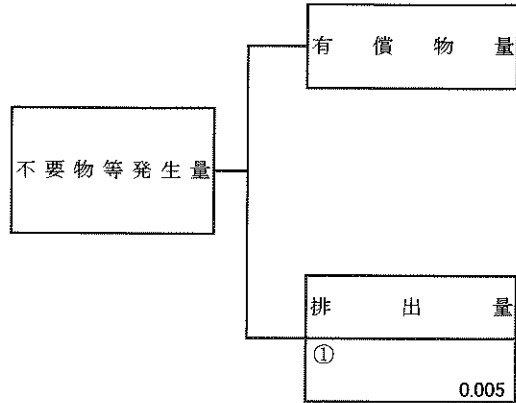 有償物量
不要物等発生量
排出量
①
0.005